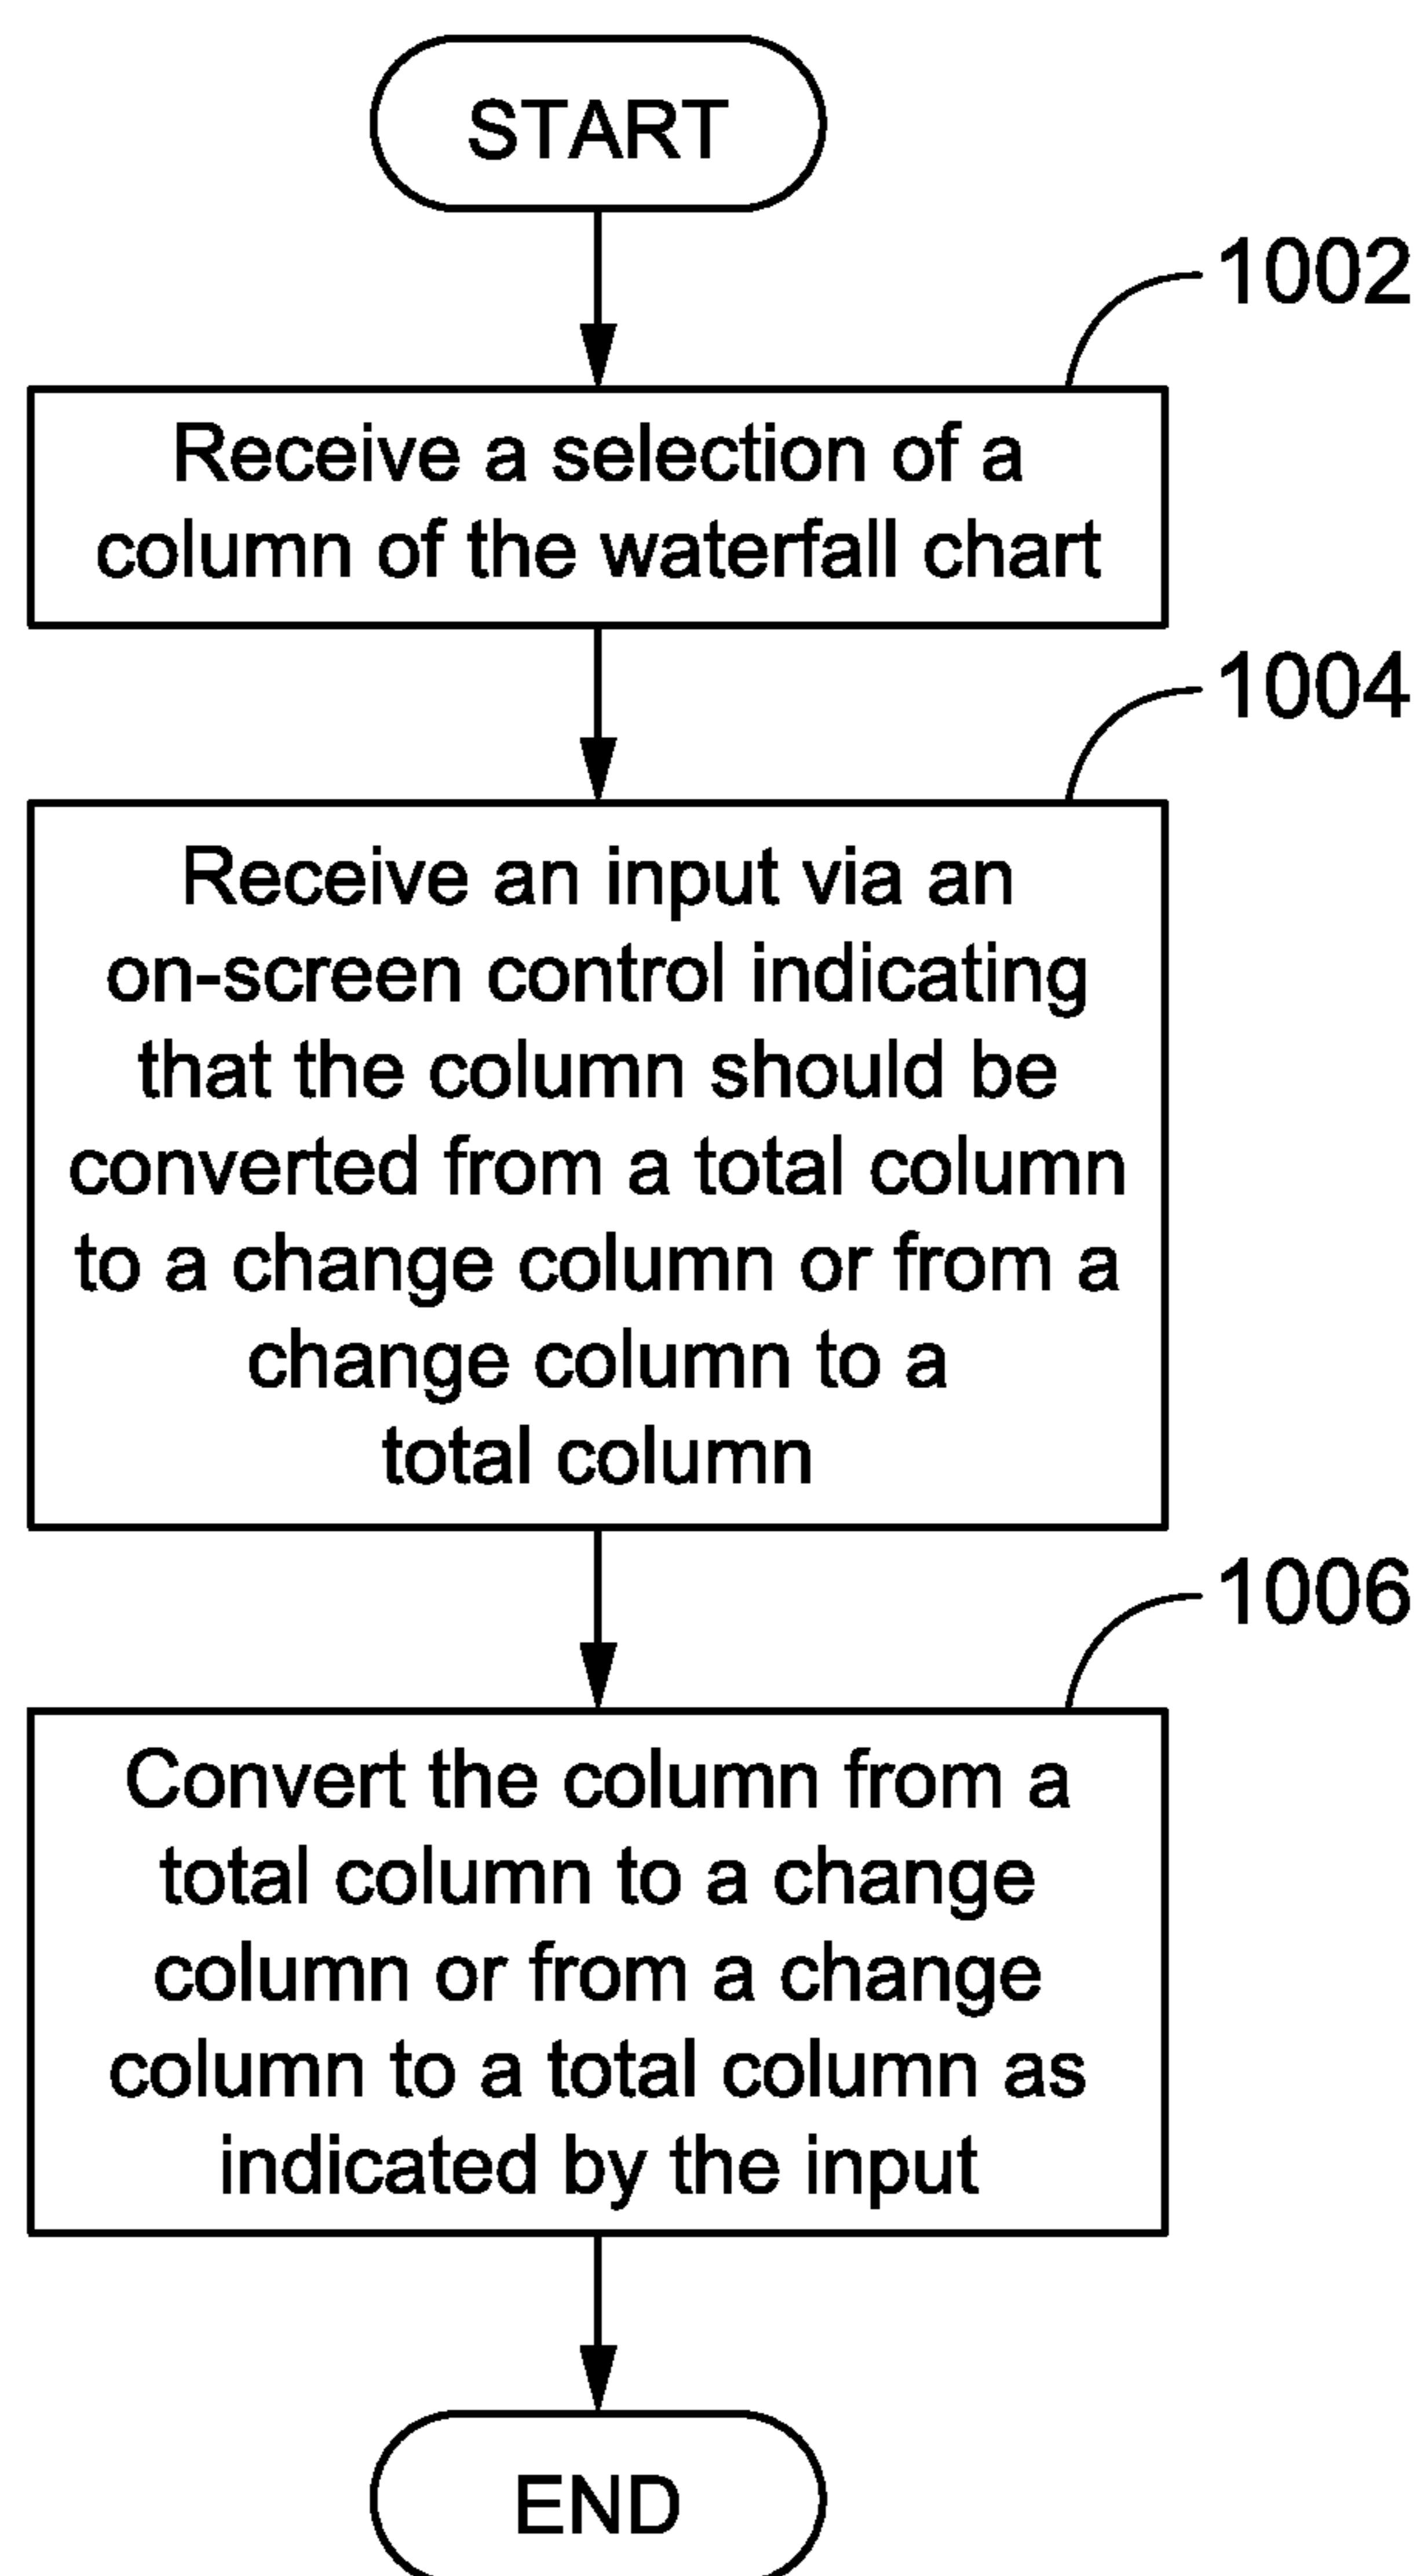 START
1002
Receive a selection of a
column of the waterfall chart
1004
Receive an input via an
on-screen control indicating
that the column should be
converted from a total column
to a change column or from a
change column to a
total column
1006
Convert the column from a
total column to a change
column or from a change
column to a total column as
indicated by the input
END